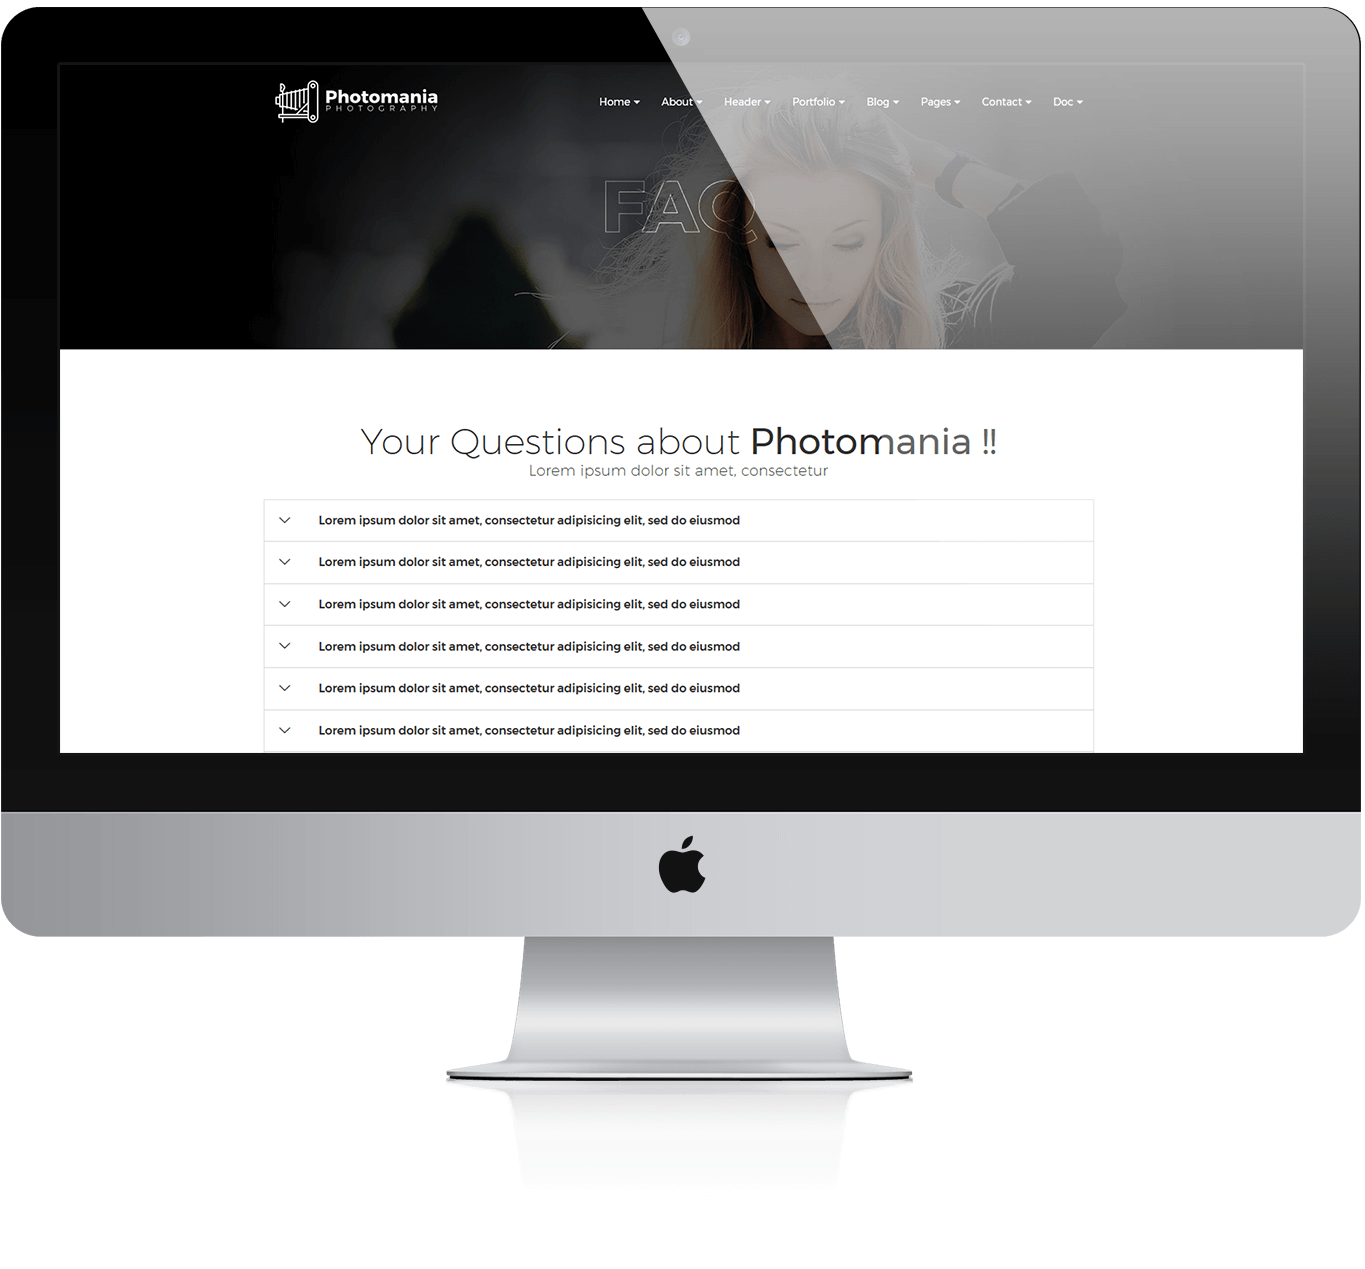 Photomania
PHOTOGRAPHY
Home About Header Portfolio Blog Pages Contact Doc
FAQ
Your Questions about Photomania !!
Lorem ipsum dolor sit amet, consectetur
Lorem ipsum dolor sit amet, consectetur adipisicing elit, sed do eiusmod
Lorem ipsum dolor sit amet, consectetur adipisicing elit, sed do eiusmod
Lorem ipsum dolor sit amet, consectetur adipisicing elit, sed do eiusmod
Lorem ipsum dolor sit amet, consectetur adipisicing elit, sed do eiusmod
Lorem ipsum dolor sit amet, consectetur adipisicing elit, sed do eiusmod
Lorem ipsum dolor sit amet, consectetur adipisicing elit, sed do eiusmod